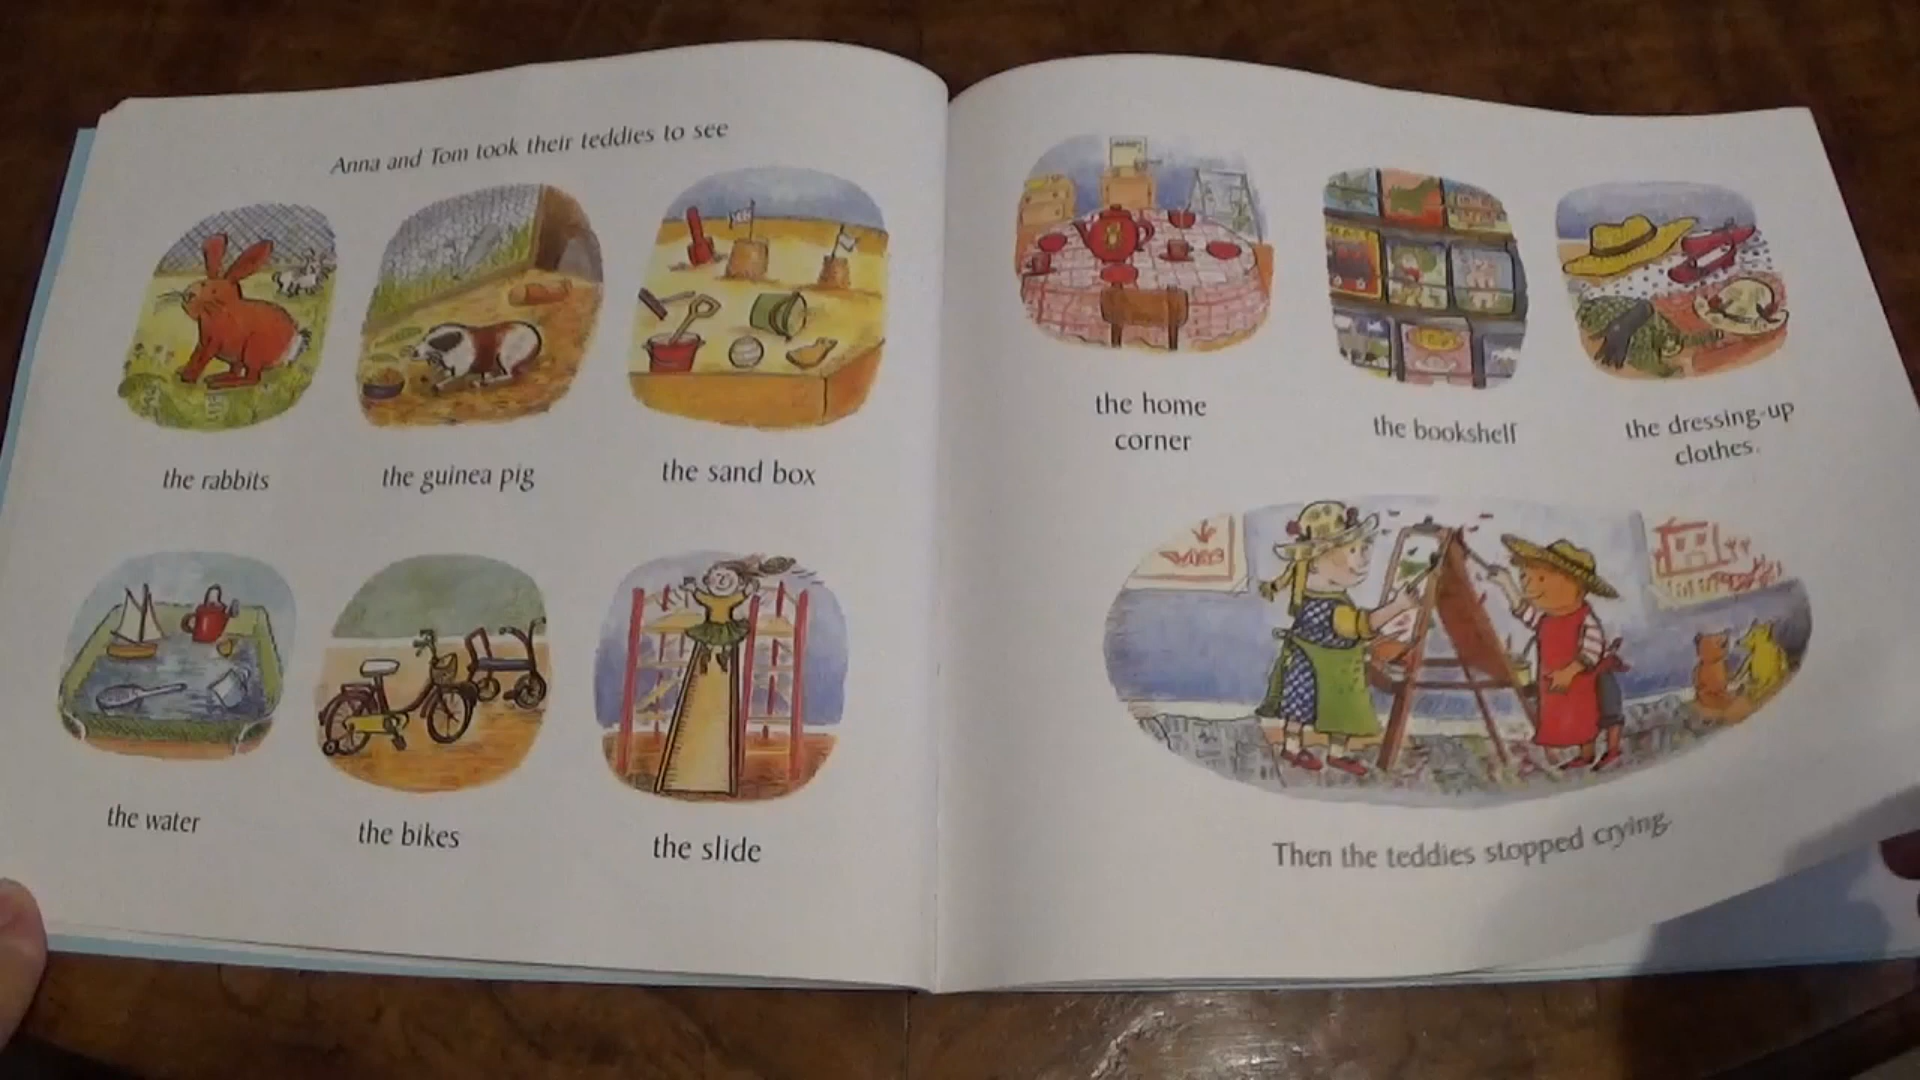 Anna and Tom took their teddies to see
the rabbits
the guinea pig
the sand box
the water
the bikes
the slide
the home
corner
the bookshelf
the dressing-up
clothes.
Then the teddies stopped crying.